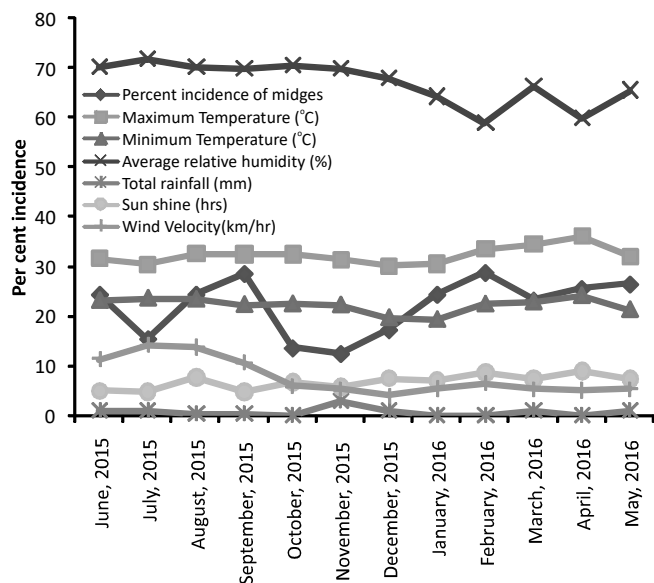 80
70
60
50
40
30
20
10
0
Per cent incidence
Percent incidence of midges
Maximum Temperature (°C)
Minimum Temperature (°C)
Average relative humidity (%)
Total rainfall (mm)
Sun shine (hrs)
Wind Velocity(km/hr)
June, 2015
July, 2015
August, 2015
September, 2015
October, 2015
November, 2015
December, 2015
January, 2016
February, 2016
March, 2016
April, 2016
May, 2016